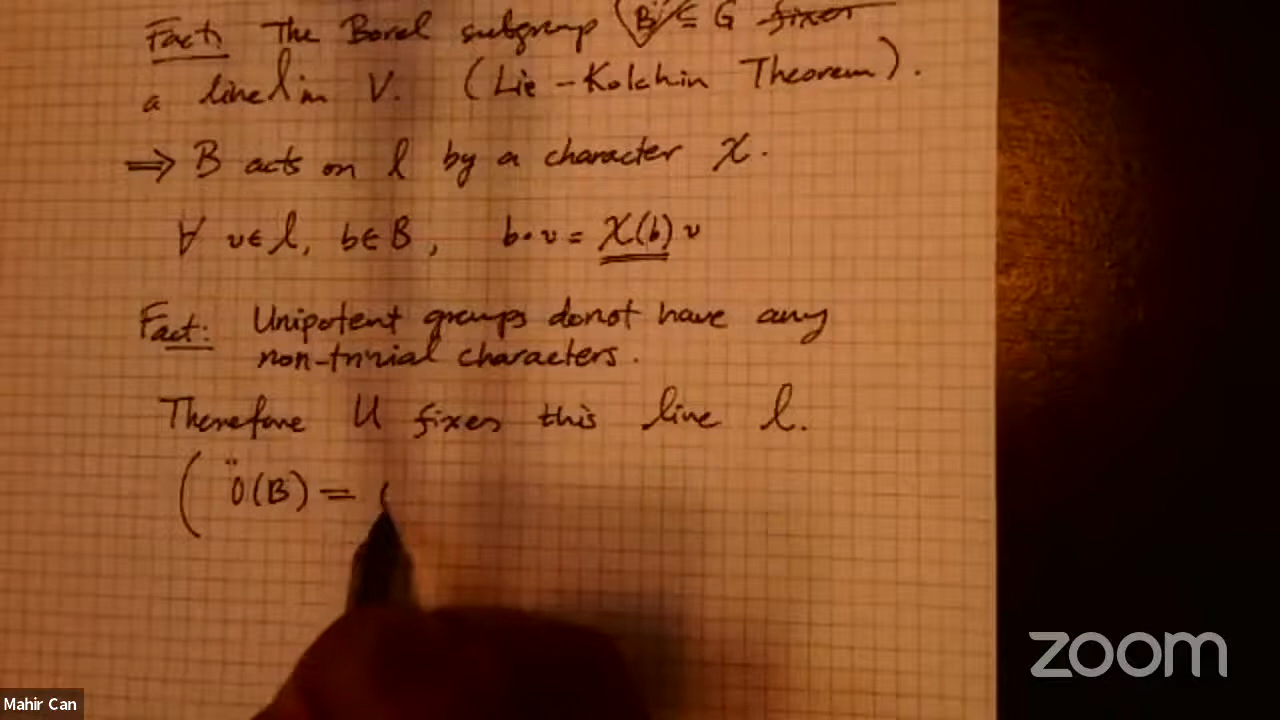 Fact: The Borel subgroup (B ⊆ G fixes
a line l in V. (Lie-Kolchin Theorem).
⟹ B acts on l by a character χ.
∀ v∈l, b∈B, b·v = χ(b) v
Fact: Unipotent groups donot have any
non-trivial characters.
Therefore U fixes this line l.
( Ö(B) = (
zoom
Mahir Can